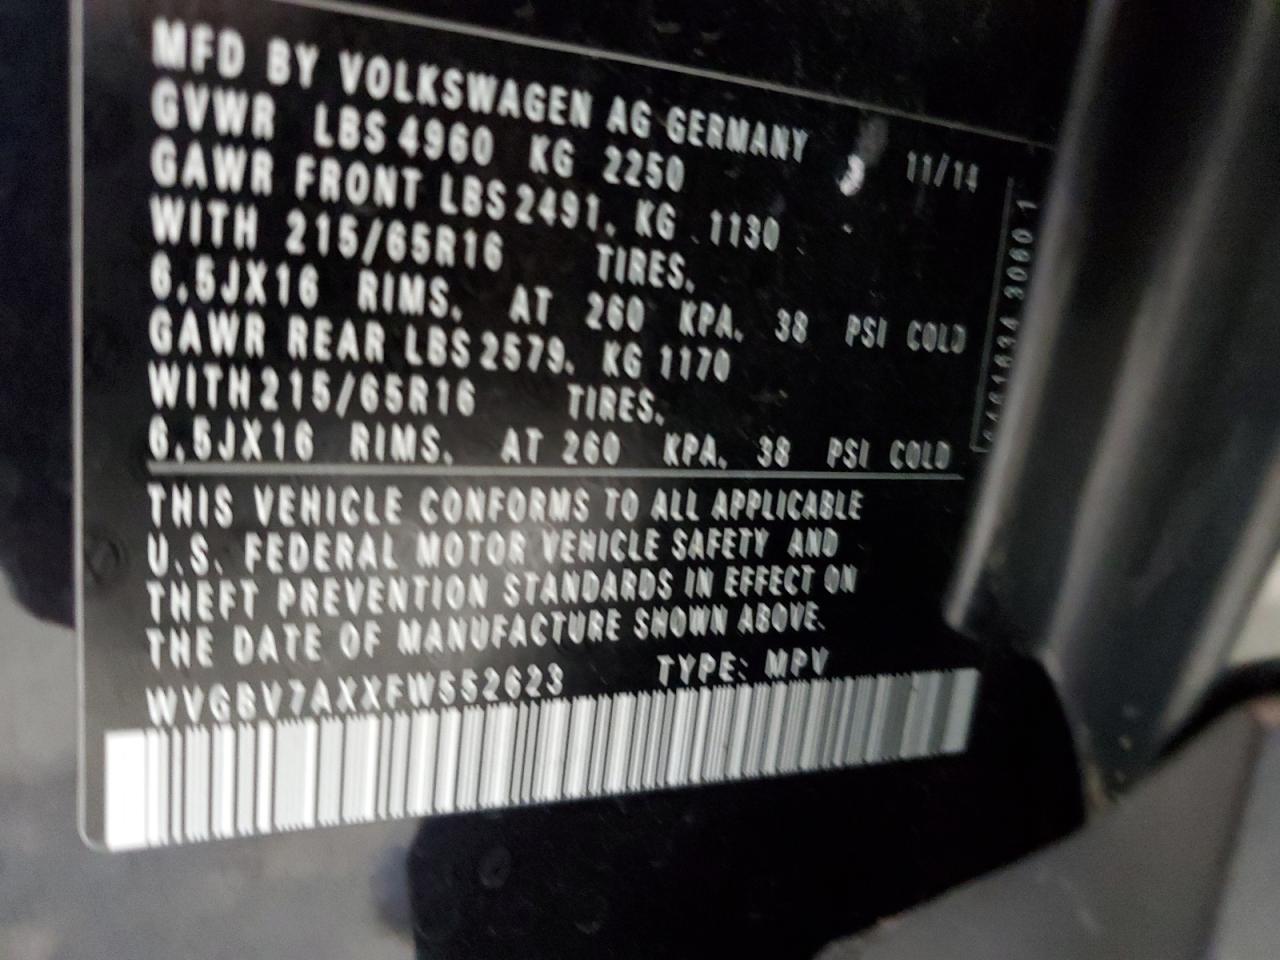 MFD BY VOLKSWAGEN AG GERMANY 11/14
GVWR LBS 4960 KG 2250
GAWR FRONT LBS 2491. KG 1130
WITH 215/65R16 TIRES.
6,5JX16 RIMS. AT 260 KPA. 38 PSI COLD
GAWR REAR LBS 2579. KG 1170
WITH 215/65R16 TIRES.
6,5JX16 RIMS. AT 260 KPA. 38 PSI COLD
THIS VEHICLE CONFORMS TO ALL APPLICABLE
U.S. FEDERAL MOTOR VEHICLE SAFETY AND
THEFT PREVENTION STANDARDS IN EFFECT ON
THE DATE OF MANUFACTURE SHOWN ABOVE.
WVGBV7AXXFW552623 TYPE: MPV